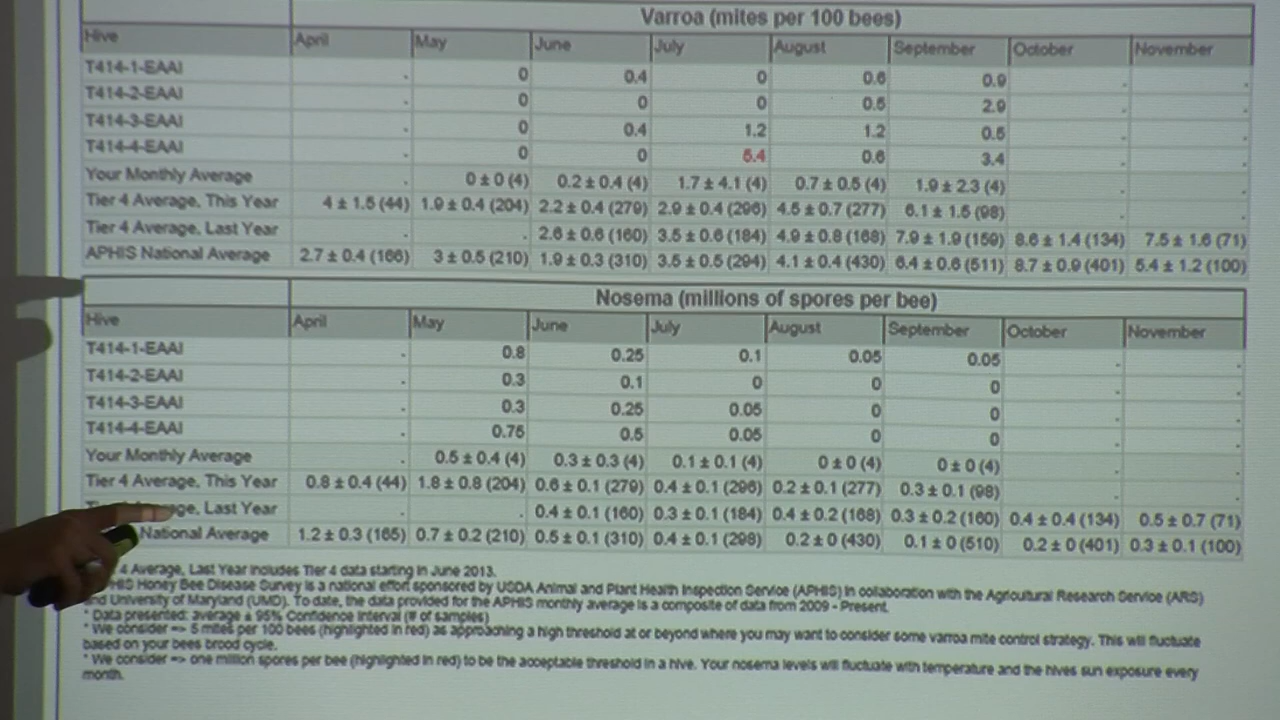 Varroa (mites per 100 bees)
Hive April May June July August September October November
T414-1-EAAI . 0 0.4 0 0.6 0.9 . .
T414-2-EAAI . 0 0 0 0.5 2.9 . .
T414-3-EAAI . 0 0.4 1.2 1.2 0.5 . .
T414-4-EAAI . 0 0 5.4 0.6 3.4 . .
Your Monthly Average . 0 ± 0 (4) 0.2 ± 0.4 (4) 1.7 ± 4.1 (4) 0.7 ± 0.5 (4) 1.9 ± 2.3 (4) . .
Tier 4 Average, This Year 4 ± 1.5 (44) 1.9 ± 0.4 (204) 2.2 ± 0.4 (279) 2.9 ± 0.4 (296) 4.5 ± 0.7 (277) 6.1 ± 1.5 (98) . .
Tier 4 Average, Last Year . . 2.6 ± 0.6 (160) 3.5 ± 0.6 (184) 4.9 ± 0.8 (168) 7.9 ± 1.9 (159) 8.6 ± 1.4 (134) 7.5 ± 1.6 (71)
APHIS National Average 2.7 ± 0.4 (166) 3 ± 0.5 (210) 1.9 ± 0.3 (310) 3.5 ± 0.5 (294) 4.1 ± 0.4 (430) 6.4 ± 0.6 (511) 8.7 ± 0.9 (401) 5.4 ± 1.2 (100)
Nosema (millions of spores per bee)
Hive April May June July August September October November
T414-1-EAAI . 0.8 0.25 0.1 0.05 0.05 . .
T414-2-EAAI . 0.3 0.1 0 0 0 . .
T414-3-EAAI . 0.3 0.25 0.05 0 0 . .
T414-4-EAAI . 0.75 0.5 0.05 0 0 . .
Your Monthly Average . 0.5 ± 0.4 (4) 0.3 ± 0.3 (4) 0.1 ± 0.1 (4) 0 ± 0 (4) 0 ± 0 (4) . .
Tier 4 Average, This Year 0.8 ± 0.4 (44) 1.8 ± 0.8 (204) 0.6 ± 0.1 (279) 0.4 ± 0.1 (296) 0.2 ± 0.1 (277) 0.3 ± 0.1 (98) . .
age, Last Year . . 0.4 ± 0.1 (160) 0.3 ± 0.1 (184) 0.4 ± 0.2 (168) 0.3 ± 0.2 (160) 0.4 ± 0.4 (134) 0.5 ± 0.7 (71)
National Average 1.2 ± 0.3 (165) 0.7 ± 0.2 (210) 0.5 ± 0.1 (310) 0.4 ± 0.1 (298) 0.2 ± 0 (430) 0.1 ± 0 (510) 0.2 ± 0 (401) 0.3 ± 0.1 (100)
4 Average, Last Year includes Tier 4 data starting in June 2013.
HIS Honey Bee Disease Survey is a national effort sponsored by USDA Animal and Plant Health Inspection Service (APHIS) in collaboration with the Agricultural Research Service (ARS)
nd University of Maryland (UMD). To date, the data provided for the APHIS monthly average is a composite of data from 2009 - Present.
* Data presented: average ± 95% Confidence Interval (# of samples)
* We consider => 5 mites per 100 bees (highlighted in red) as approaching a high threshold at or beyond where you may want to consider some varroa mite control strategy. This will fluctuate
based on your bees brood cycle.
* We consider => one million spores per bee (highlighted in red) to be the acceptable threshold in a hive. Your nosema levels will fluctuate with temperature and the hives sun exposure every
month.